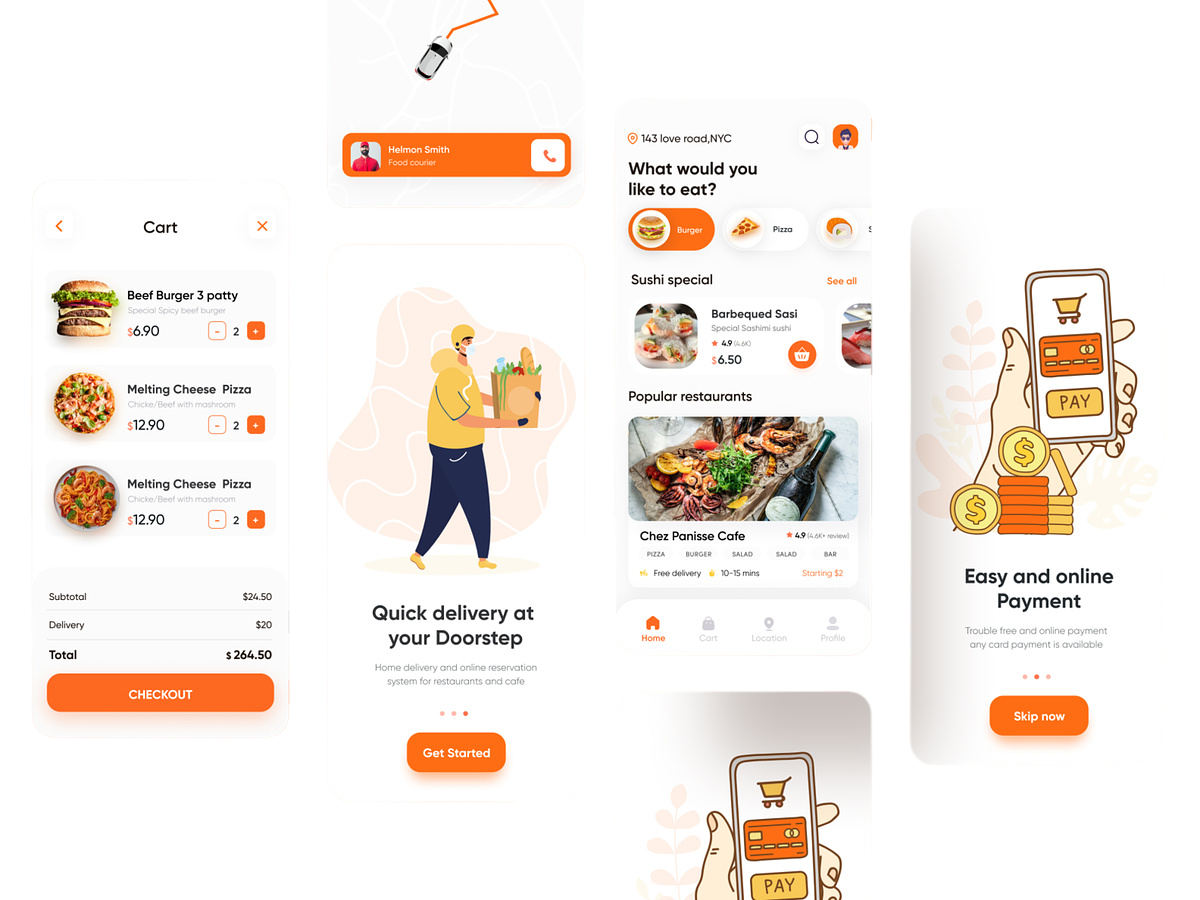 Cart
Beef Burger 3 patty
Special Spicy beef burger
$6.90
- 2 +
Melting Cheese Pizza
Chicke/Beef with mashroom
$12.90
- 2 +
Melting Cheese Pizza
Chicke/Beef with mashroom
$12.90
- 2 +
Subtotal $24.50
Delivery $20
Total $264.50
CHECKOUT
Helmon Smith
Food courier
Quick delivery at
your Doorstep
Home delivery and online reservation
system for restaurants and cafe
Get Started
143 love road,NYC
What would you
like to eat?
Burger
Pizza
S
Sushi special See all
Barbequed Sasi
Special Sashimi sushi
4.9 (4.6K)
$6.50
Popular restaurants
Chez Panisse Cafe 4.9 (4.6K+ review)
PIZZA BURGER SALAD SALAD BAR
Free delivery 10-15 mins Starting $2
Home Cart Location Profile
PAY
PAY
$
$
Easy and online
Payment
Trouble free and online payment
any card payment is available
Skip now